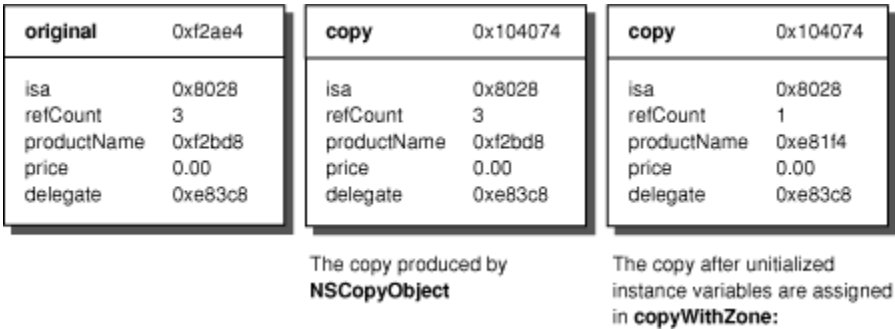 original 0xf2ae4
isa 0x8028
refCount 3
productName 0xf2bd8
price 0.00
delegate 0xe83c8
copy 0x104074
isa 0x8028
refCount 3
productName 0xf2bd8
price 0.00
delegate 0xe83c8
The copy produced by
NSCopyObject
copy 0x104074
isa 0x8028
refCount 1
productName 0xe81f4
price 0.00
delegate 0xe83c8
The copy after unitialized
instance variables are assigned
in copyWithZone: